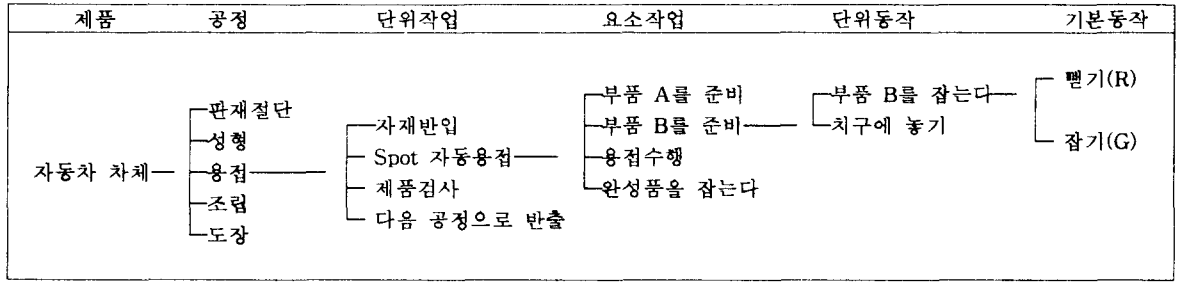 제품 공정 단위작업 요소작업 단위동작 기본동작
뻗기(R)
부품 A를 준비 부품 B를 잡는다
판재절단
자재반입 부품 B를 준비 치구에 놓기
성형 잡기(G)
Spot 자동용접 용접수행
자동차 차체 용접
제품검사 완성품을 잡는다
조립
다음 공정으로 반출
도장